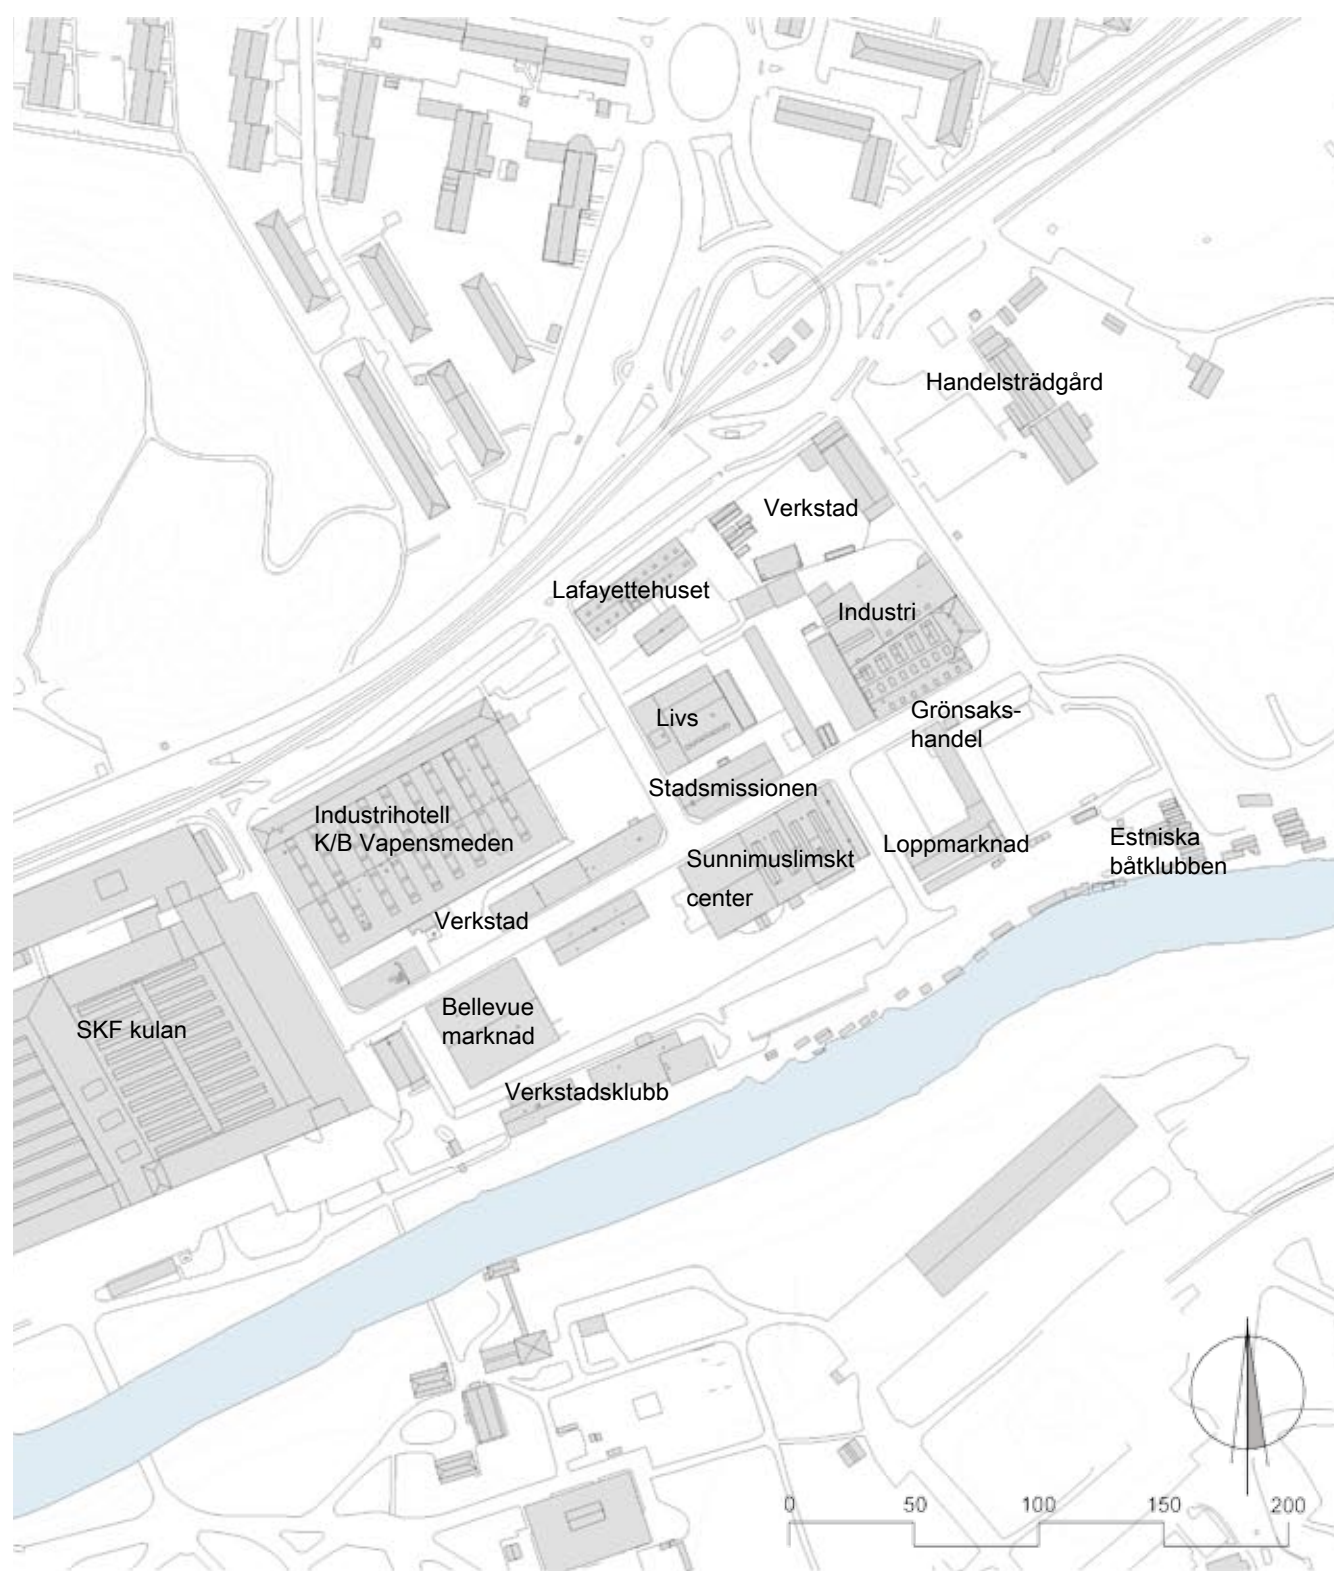 Handelsträdgård
Verkstad
Lafayettehuset
Industri
Livs
Grönsaks-
handel
Stadsmissionen
Industrihotell
K/B Vapensmeden
Sunnimuslimskt
center
Loppmarknad
Estniska
båtklubben
Verkstad
Bellevue
marknad
SKF kulan
Verkstadsklubb
0 50 100 150 200